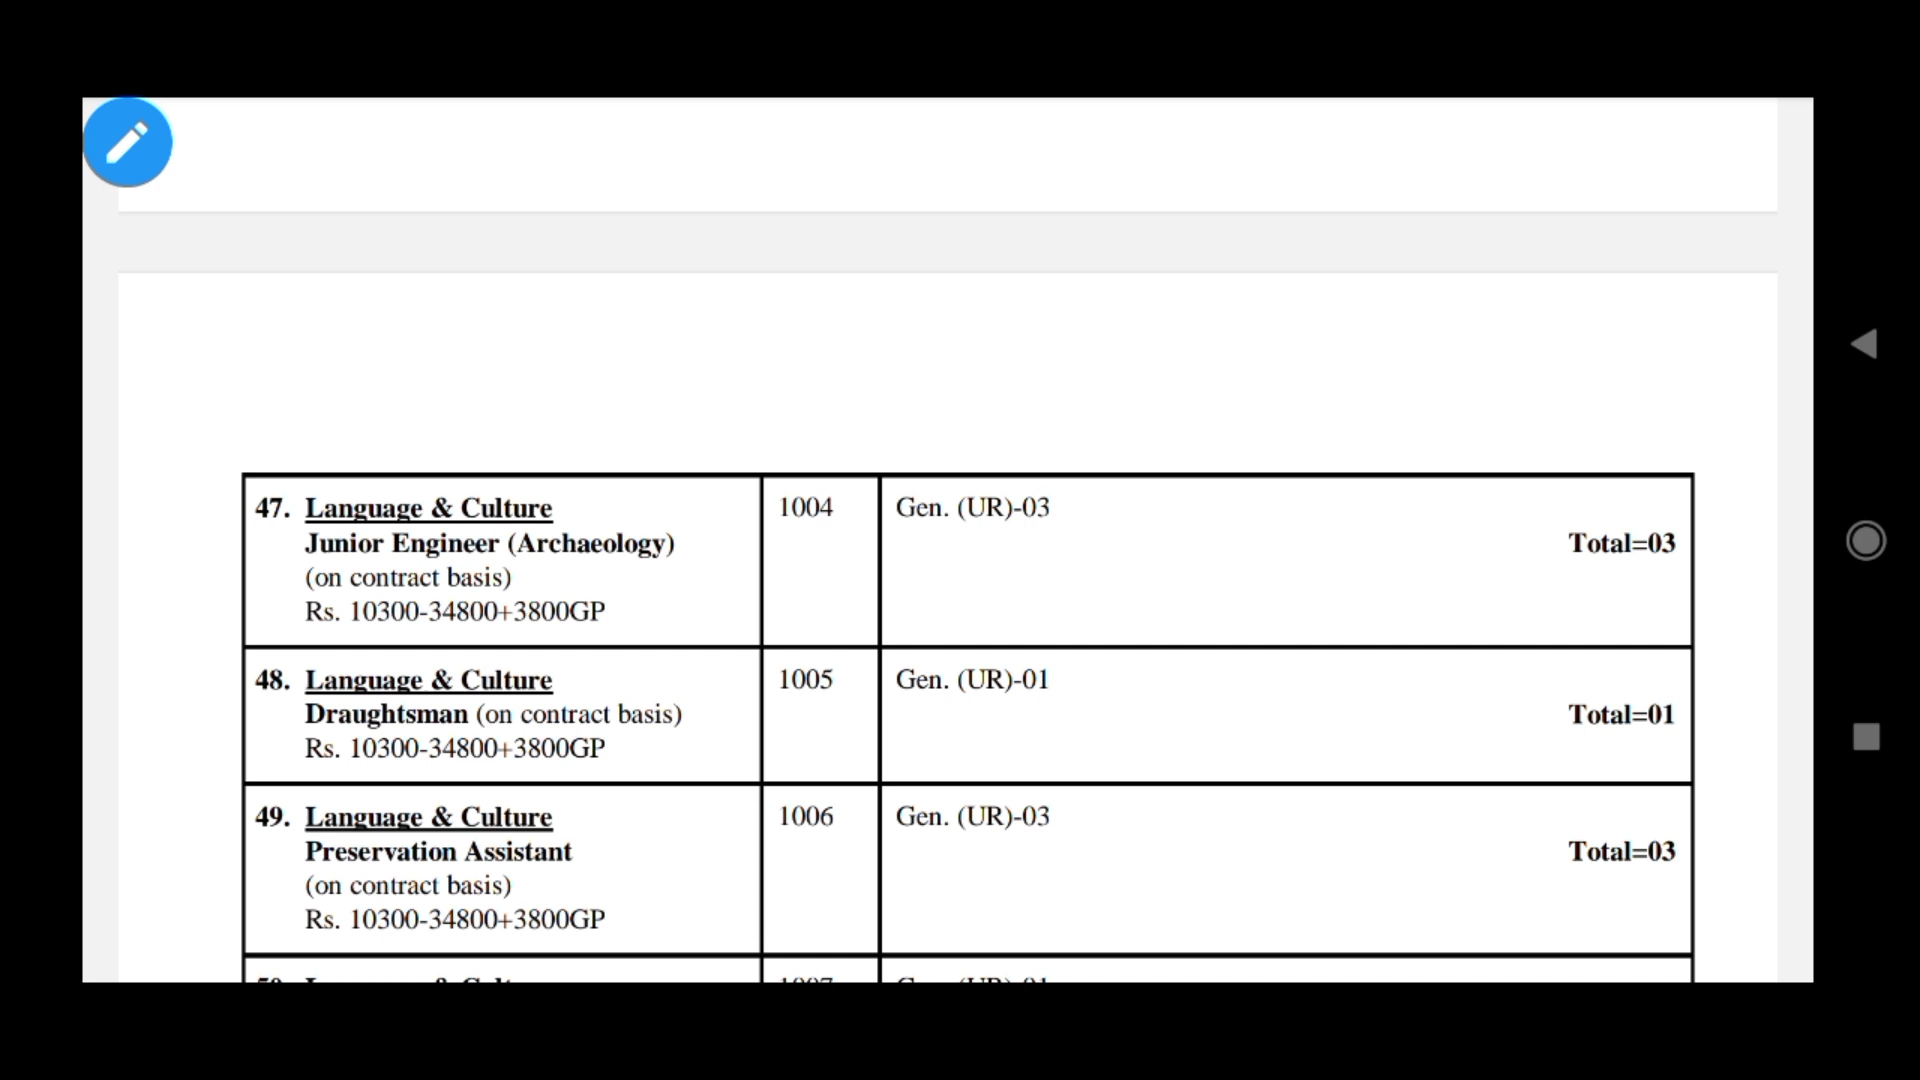 47. Language & Culture 1004 Gen. (UR)-03
Junior Engineer (Archaeology) Total=03
(on contract basis)
Rs. 10300-34800+3800GP
48. Language & Culture 1005 Gen. (UR)-01
Draughtsman (on contract basis) Total=01
Rs. 10300-34800+3800GP
49. Language & Culture 1006 Gen. (UR)-03
Preservation Assistant Total=03
(on contract basis)
Rs. 10300-34800+3800GP